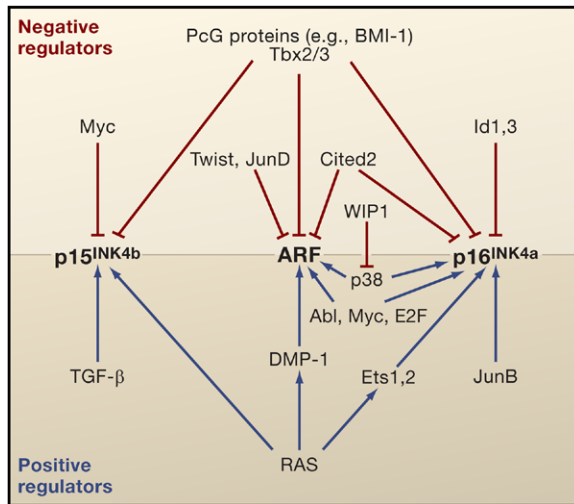 Negative
regulators
PcG proteins (e.g., BMI-1)
Tbx2/3
Myc
Id1,3
Twist, JunD
Cited2
WIP1
p15INK4b
ARF
p16INK4a
p38
Abl, Myc, E2F
DMP-1
TGF-β
Ets1,2
JunB
Positive
regulators
RAS